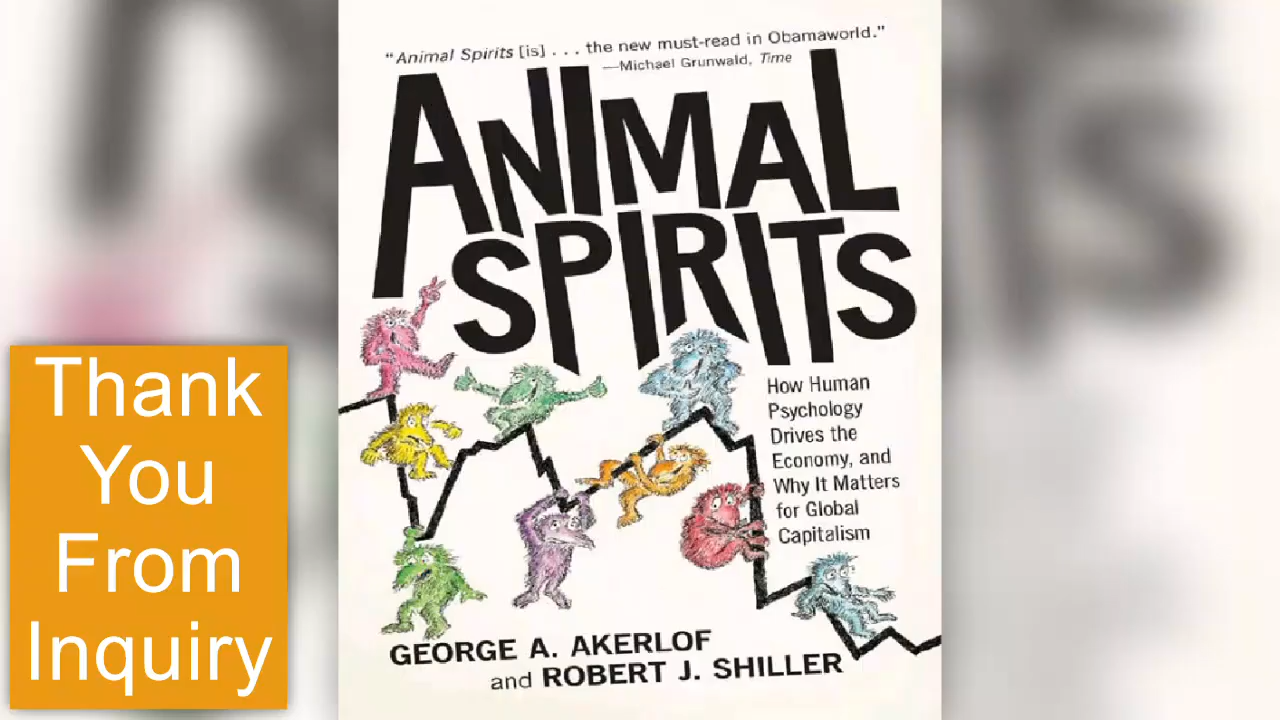 "Animal Spirits [is] . . . the new must-read in Obamaworld."
—Michael Grunwald, Time
ANIMAL
SPIRITS
How Human
Psychology
Drives the
Economy, and
Why It Matters
for Global
Capitalism
GEORGE A. AKERLOF
and ROBERT J. SHILLER
Thank
You
From
Inquiry